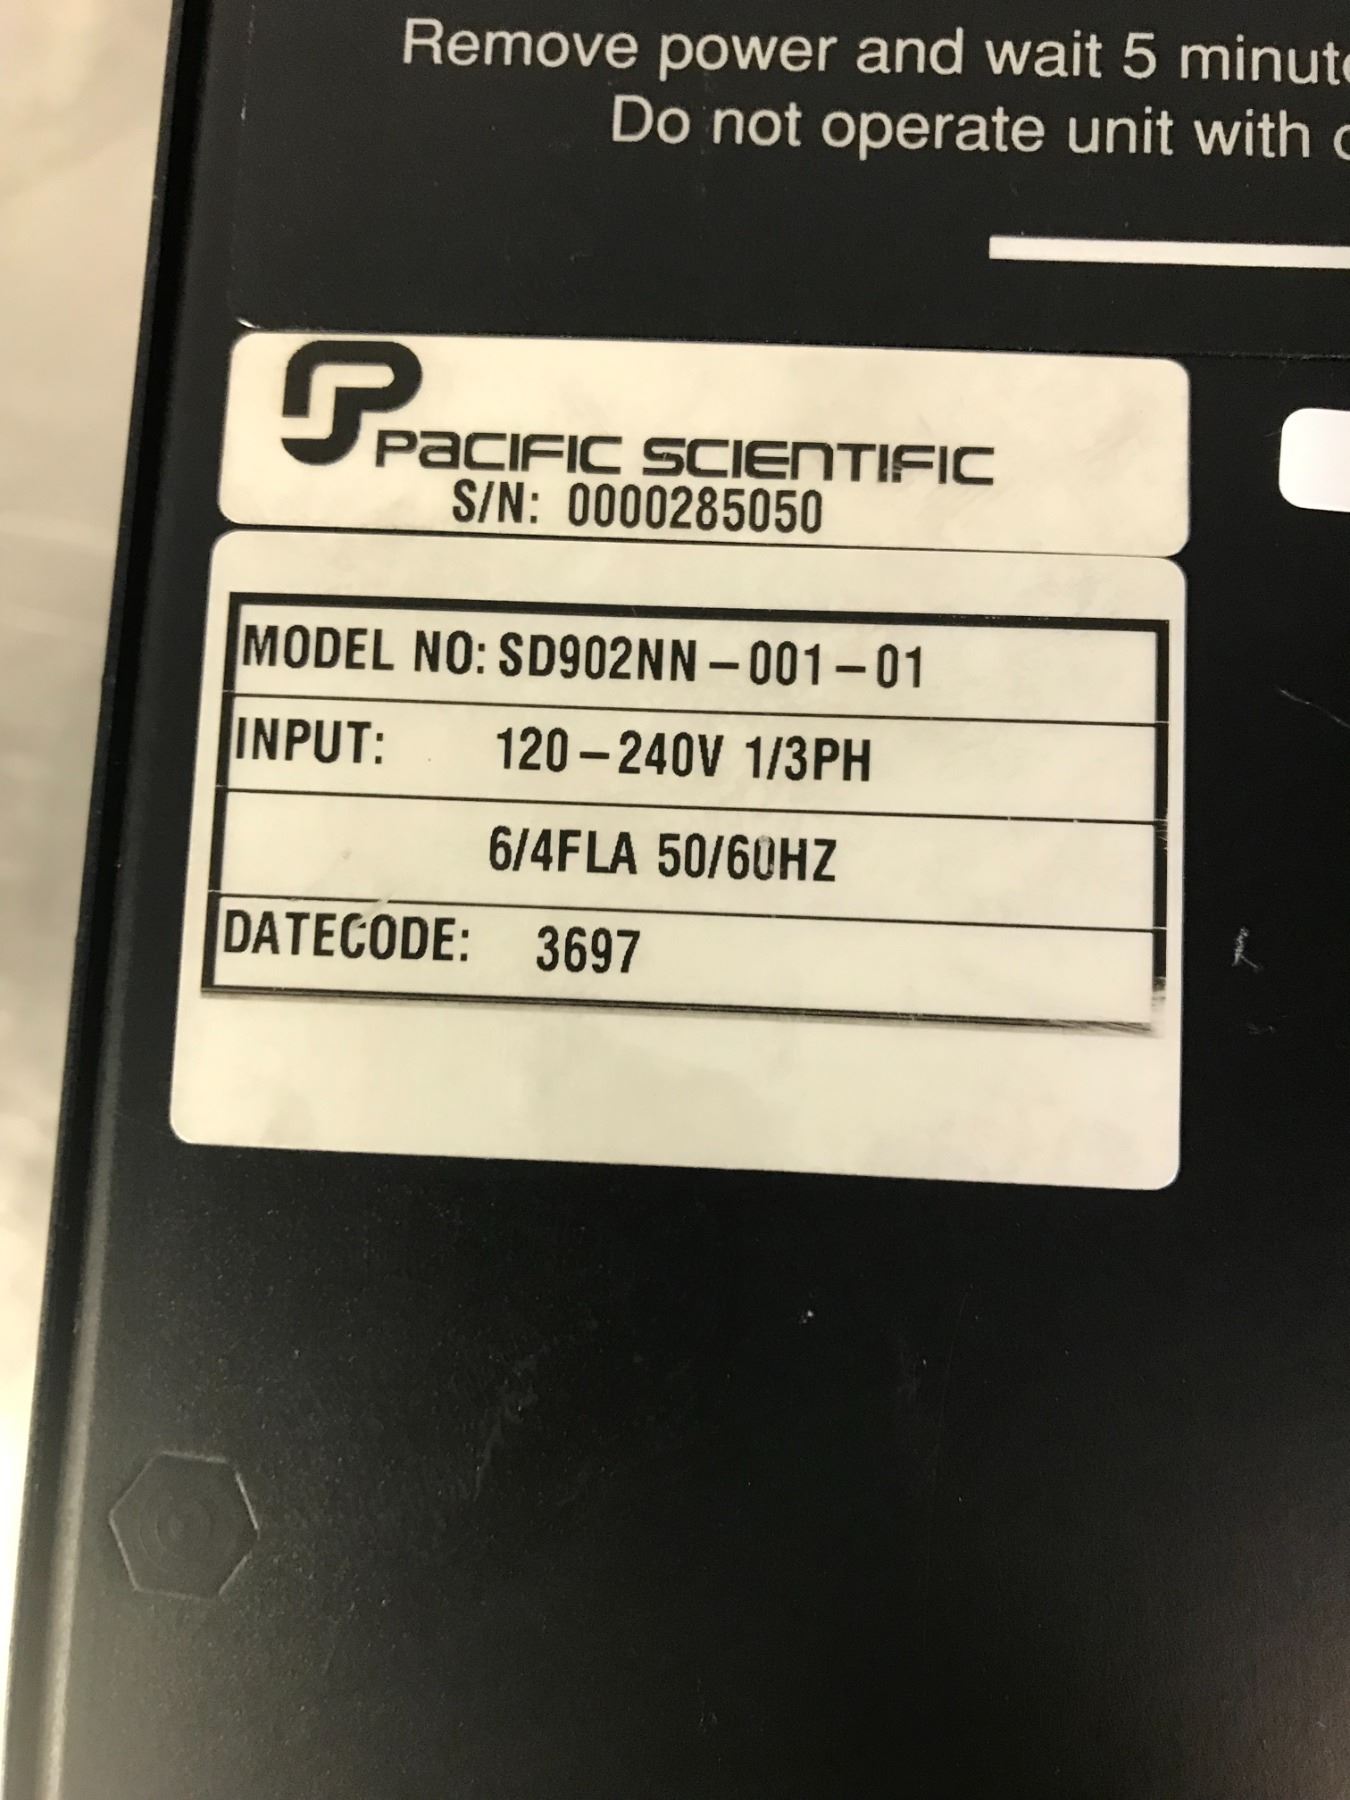 Remove power and wait 5
Do not operate unit with
PACIFIC SCIENTIFIC
S/N: 0000285050
MODEL NO: SD902NN-001-01
INPUT: 120-240V 1/3PH
6/4FLA 50/60HZ
DATECODE: 3697